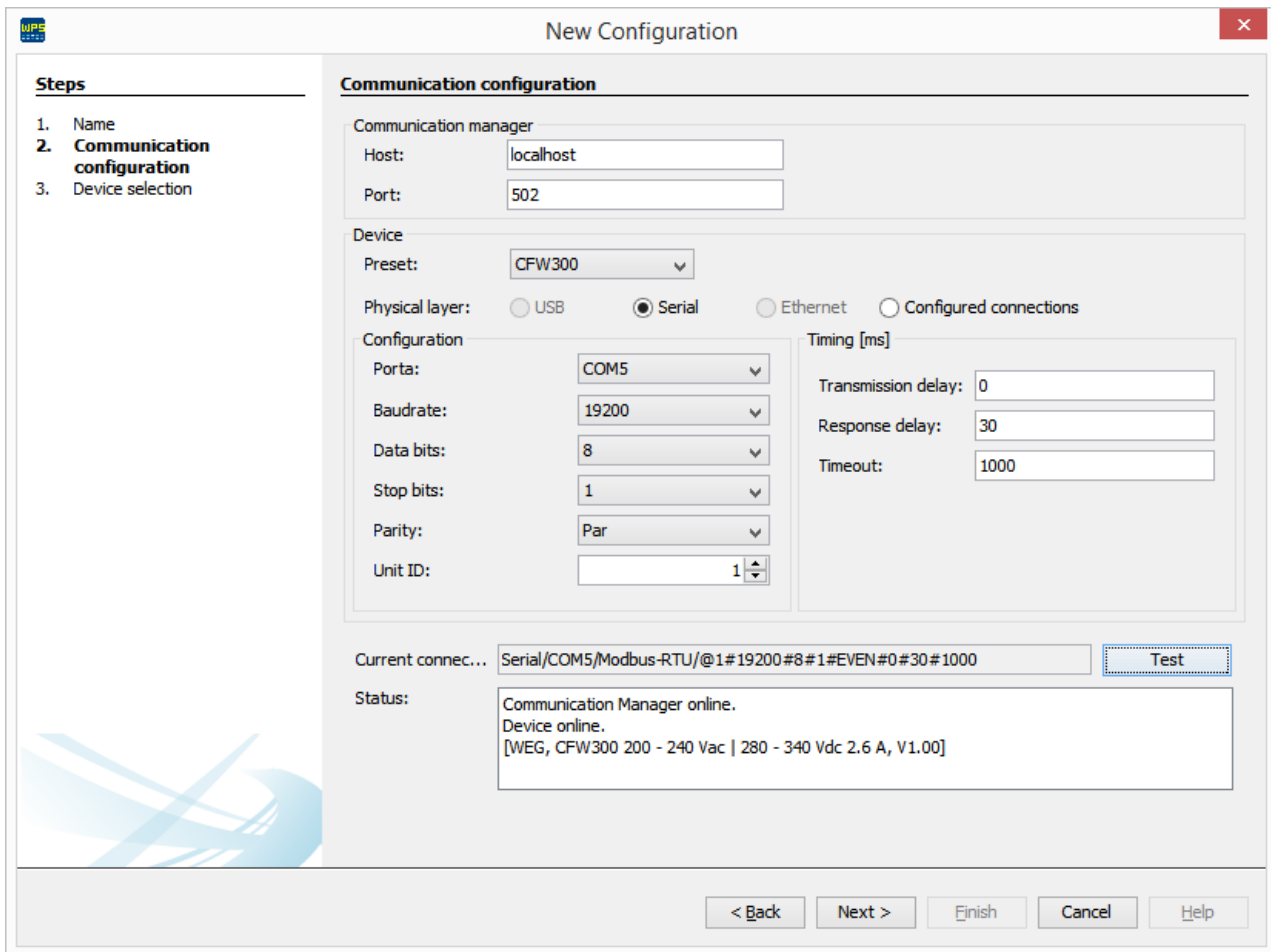 WPS
New Configuration
Steps
1. Name
2. Communication
configuration
3. Device selection
Communication configuration
Communication manager
Host: localhost
Port: 502
Device
Preset: CFW300
Physical layer: USB Serial Ethernet Configured connections
Configuration
Porta: COM5
Baudrate: 19200
Data bits: 8
Stop bits: 1
Parity: Par
Unit ID: 1
Timing [ms]
Transmission delay: 0
Response delay: 30
Timeout: 1000
Current connec... Serial/COM5/Modbus-RTU/@1#19200#8#1#EVEN#0#30#1000 Test
Status: Communication Manager online.
Device online.
[WEG, CFW300 200 - 240 Vac | 280 - 340 Vdc 2.6 A, V1.00]
< Back Next > Finish Cancel Help